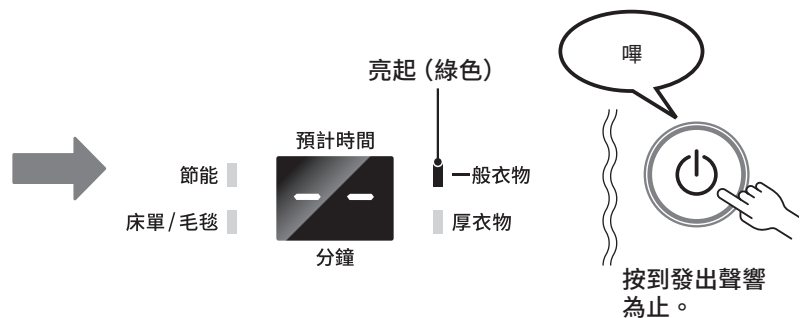 嗶
亮起（綠色）
預計時間
節能
一般衣物
床單/毛毯
厚衣物
分鐘
按到發出聲響
為止。